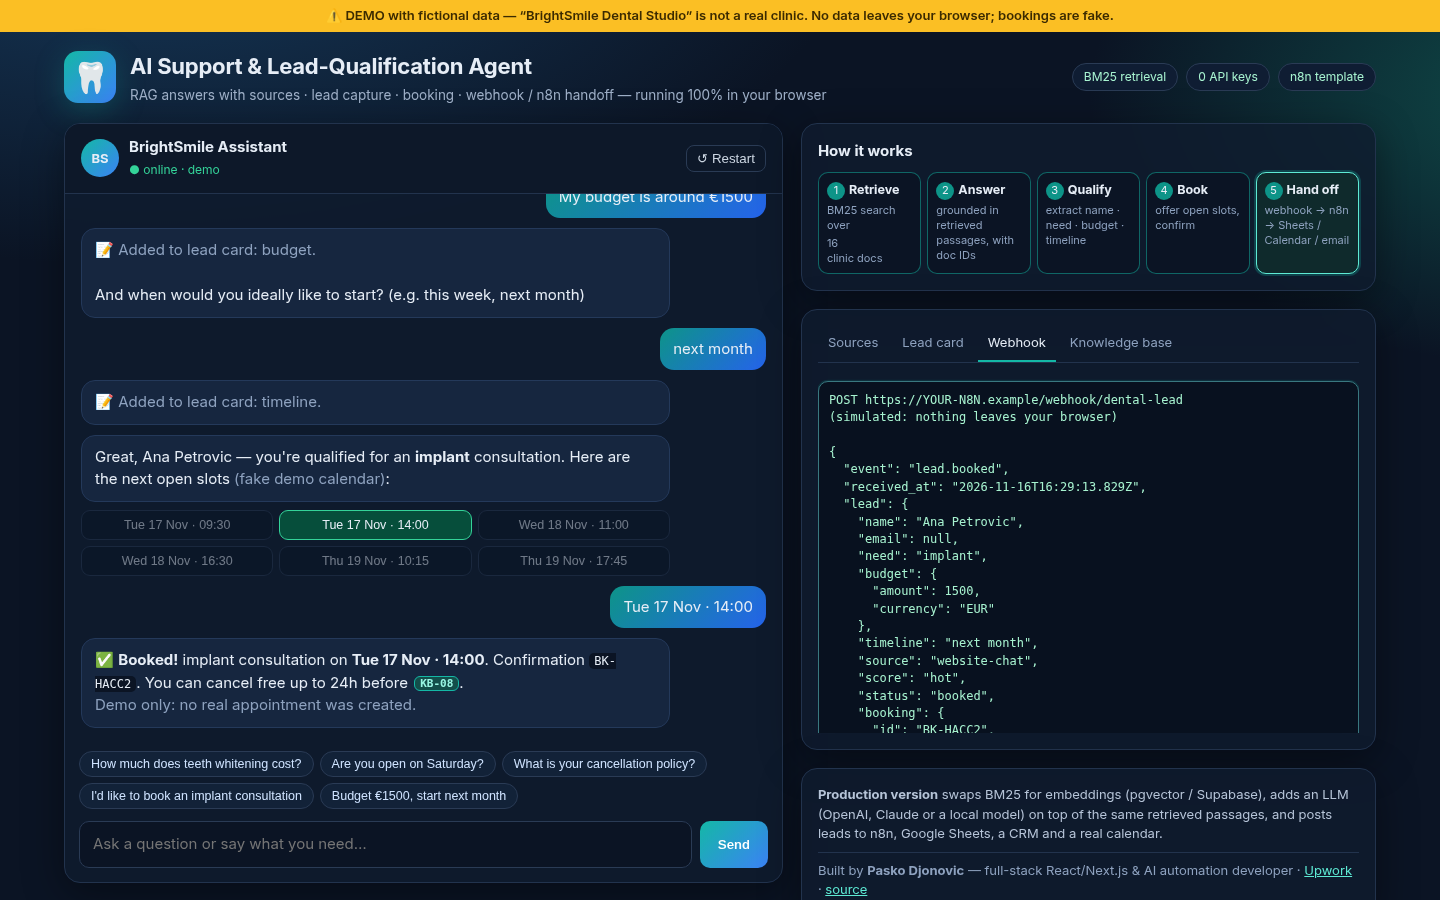 ⚠️ DEMO with fictional data — “BrightSmile Dental Studio” is not a real clinic. No data leaves your browser; bookings are fake.
AI Support & Lead-Qualification Agent
RAG answers with sources · lead capture · booking · webhook / n8n handoff — running 100% in your browser
BM25 retrieval
0 API keys
n8n template
BS
BrightSmile Assistant
online · demo
↺ Restart
My budget is around €1500
📝 Added to lead card: budget.
And when would you ideally like to start? (e.g. this week, next month)
next month
📝 Added to lead card: timeline.
Great, Ana Petrovic — you're qualified for an implant consultation. Here are
the next open slots (fake demo calendar):
Tue 17 Nov · 09:30
Tue 17 Nov · 14:00
Wed 18 Nov · 11:00
Wed 18 Nov · 16:30
Thu 19 Nov · 10:15
Thu 19 Nov · 17:45
Tue 17 Nov · 14:00
✅ Booked! implant consultation on Tue 17 Nov · 14:00. Confirmation BK-
HACC2. You can cancel free up to 24h before KB-08.
Demo only: no real appointment was created.
How much does teeth whitening cost?
Are you open on Saturday?
What is your cancellation policy?
I'd like to book an implant consultation
Budget €1500, start next month
Ask a question or say what you need...
Send
How it works
1 Retrieve
BM25 search
over
16
clinic docs
2 Answer
grounded in
retrieved
passages, with
doc IDs
3 Qualify
extract name ·
need · budget ·
timeline
4 Book
offer open slots,
confirm
5 Hand off
webhook → n8n
→ Sheets /
Calendar / email
Sources
Lead card
Webhook
Knowledge base
POST https://YOUR-N8N.example/webhook/dental-lead
(simulated: nothing leaves your browser)
{
"event": "lead.booked",
"received_at": "2026-11-16T16:29:13.829Z",
"lead": {
"name": "Ana Petrovic",
"email": null,
"need": "implant",
"budget": {
"amount": 1500,
"currency": "EUR"
},
"timeline": "next month",
"source": "website-chat",
"score": "hot",
"status": "booked",
"booking": {
"id": "BK-HACC2",
Production version swaps BM25 for embeddings (pgvector / Supabase), adds an LLM
(OpenAI, Claude or a local model) on top of the same retrieved passages, and posts
leads to n8n, Google Sheets, a CRM and a real calendar.
Built by Pasko Djonovic — full-stack React/Next.js & AI automation developer · Upwork
· source